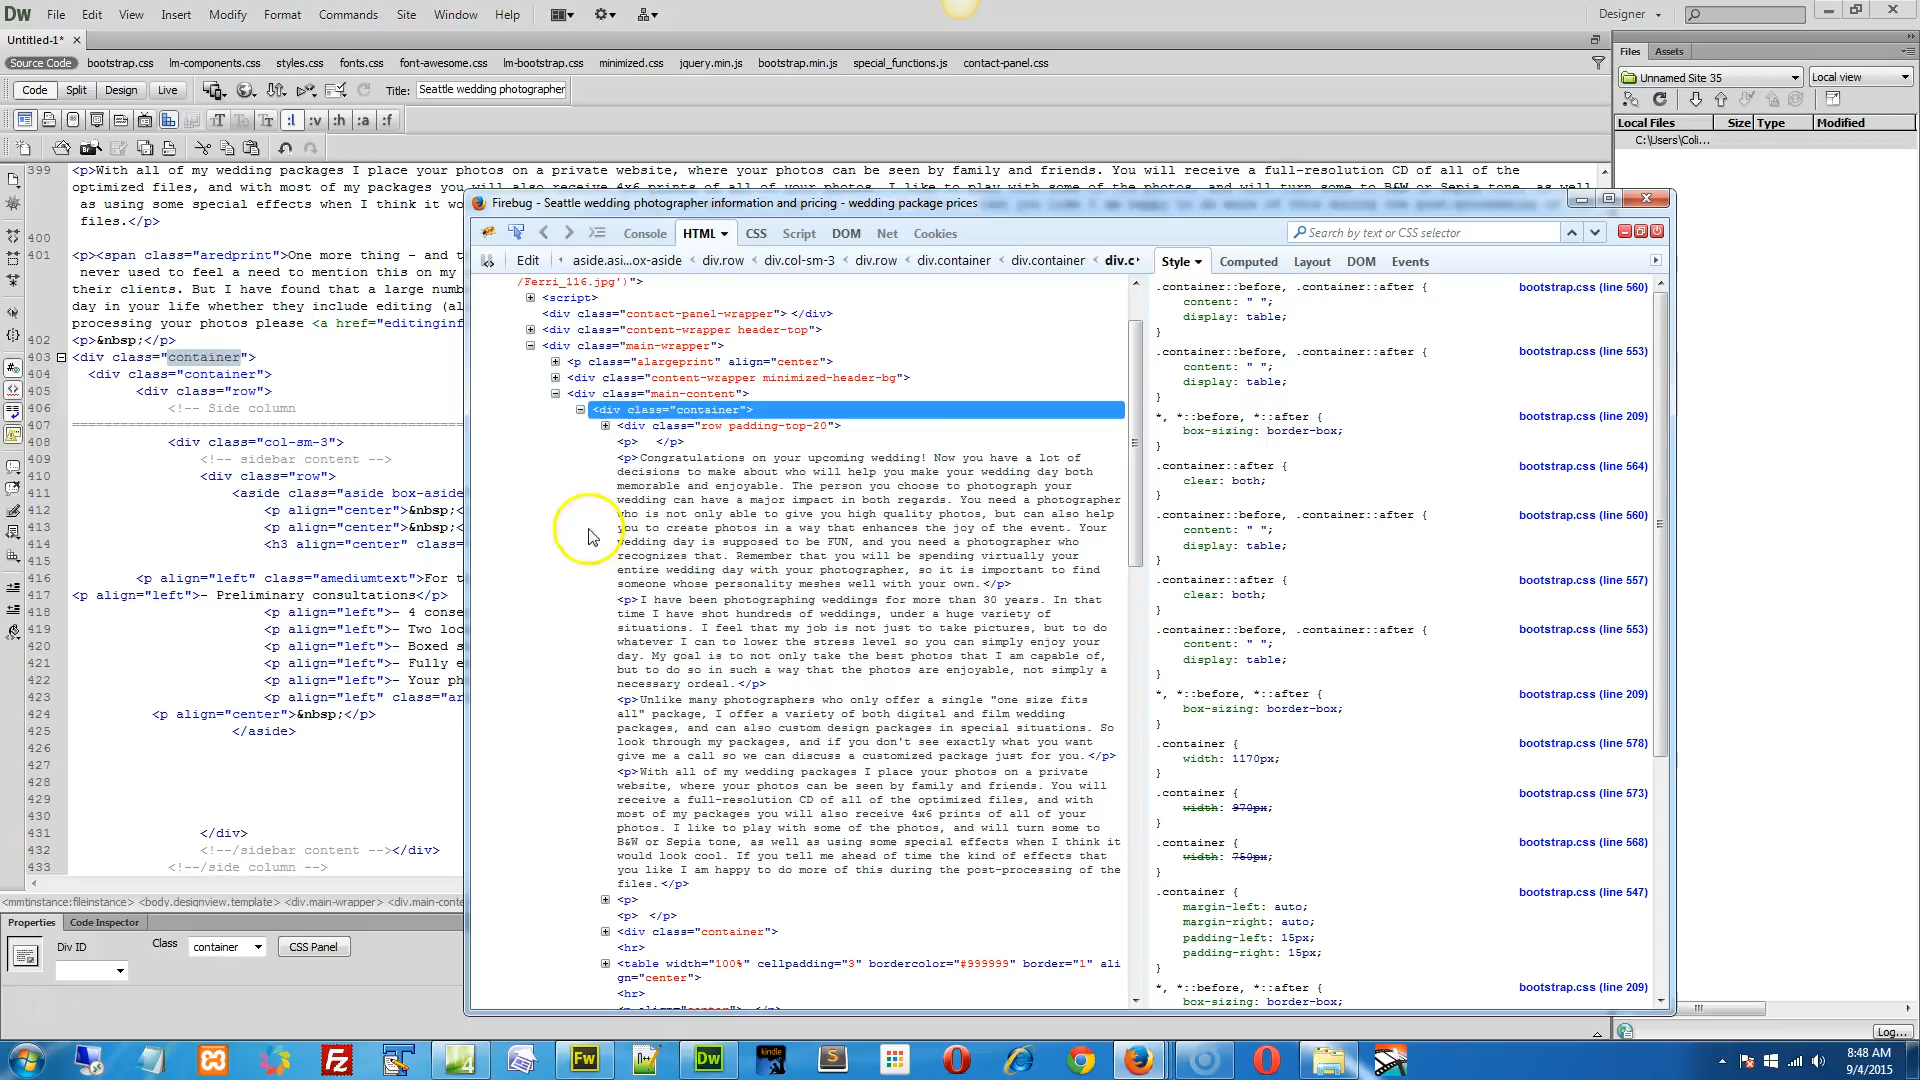 Dw File Edit View Insert Modify Format Commands Site Window Help Designer
Untitled-1* × Files Assets
Source Code bootstrap.css lm-components.css styles.css fonts.css font-awesome.css lm-bootstrap.css minimized.css jquery.min.js bootstrap.min.js special_functions.js contact-panel.css
Unnamed Site 35 Local view
Code Split Design Live Title: Seattle wedding photographer
:l :v :h :a :f
Local Files Size Type Modified
C:\Users\Coli...
399 <p>With all of my wedding packages I place your photos on a private website, where your photos can be seen by family and friends. You will receive a full-resolution CD of all of the
optimized files, and with most of my packages you will also receive 4x6 prints of all of your photos. I like to play with some of the photos, and will turn some to B&W or Sepia tone, as well
as using some special effects when I think it wo
files.</p>
400
401 <p><span class="aredprint">One more thing - and t
never used to feel a need to mention this on my
their clients. But I have found that a large numb
day in your life whether they include editing (al
processing your photos please <a href="editinginf
402 <p>&nbsp;</p>
403 <div class="container">
404 <div class="container">
405 <div class="row">
406 <!-- Side column
407 ==================================================
408 <div class="col-sm-3">
409 <!-- sidebar content -->
410 <div class="row">
411 <aside class="aside box-aside
412 <p align="center">&nbsp;<
413 <p align="center">&nbsp;<
414 <h3 align="center" class=
415
416 <p align="left" class="amediumtext">For t
417 <p align="left">- Preliminary consultations</p>
418 <p align="left">- 4 conse
419 <p align="left">- Two loc
420 <p align="left">- Boxed s
421 <p align="left">- Fully e
422 <p align="left">- Your ph
423 <p align="left" class="ar
424 <p align="center">&nbsp;</p>
425 </aside>
426
427
428
429
430
431 </div>
432 <!--/sidebar content --></div>
433 <!--/side column -->
<mmtinstance:fileinstance> <body.designview.template> <div.main-wrapper> <div.main-conte
Properties Code Inspector
Div ID Class container CSS Panel
Firebug - Seattle wedding photographer information and pricing - wedding package prices
Console HTML CSS Script DOM Net Cookies Search by text or CSS selector
Edit aside.asi...ox-aside < div.row < div.col-sm-3 < div.row < div.container < div.container < div.c
/Ferri_116.jpg')">
<script>
<div class="contact-panel-wrapper"> </div>
<div class="content-wrapper header-top">
<div class="main-wrapper">
<p class="alargeprint" align="center">
<div class="content-wrapper minimized-header-bg">
<div class="main-content">
<div class="container">
<div class="row padding-top-20">
<p> </p>
<p>Congratulations on your upcoming wedding! Now you have a lot of
decisions to make about who will help you make your wedding day both
memorable and enjoyable. The person you choose to photograph your
wedding can have a major impact in both regards. You need a photographer
who is not only able to give you high quality photos, but can also help
you to create photos in a way that enhances the joy of the event. Your
wedding day is supposed to be FUN, and you need a photographer who
recognizes that. Remember that you will be spending virtually your
entire wedding day with your photographer, so it is important to find
someone whose personality meshes well with your own.</p>
<p>I have been photographing weddings for more than 30 years. In that
time I have shot hundreds of weddings, under a huge variety of
situations. I feel that my job is not just to take pictures, but to do
whatever I can to lower the stress level so you can simply enjoy your
day. My goal is to not only take the best photos that I am capable of,
but to do so in such a way that the photos are enjoyable, not simply a
necessary ordeal.</p>
<p>Unlike many photographers who only offer a single "one size fits
all" package, I offer a variety of both digital and film wedding
packages, and can also custom design packages in special situations. So
look through my packages, and if you don't see exactly what you want
give me a call so we can discuss a customized package just for you.</p>
<p>With all of my wedding packages I place your photos on a private
website, where your photos can be seen by family and friends. You will
receive a full-resolution CD of all of the optimized files, and with
most of my packages you will also receive 4x6 prints of all of your
photos. I like to play with some of the photos, and will turn some to
B&W or Sepia tone, as well as using some special effects when I think it
would look cool. If you tell me ahead of time the kind of effects that
you like I am happy to do more of this during the post-processing of the
files.</p>
<p>
<p> </p>
<div class="container">
<hr>
<table width="100%" cellpadding="3" bordercolor="#999999" border="1" ali
gn="center">
<hr>
Style Computed Layout DOM Events
.container::before, .container::after { bootstrap.css (line 560)
content: " ";
display: table;
}
.container::before, .container::after { bootstrap.css (line 553)
content: " ";
display: table;
}
*, *::before, *::after { bootstrap.css (line 209)
box-sizing: border-box;
}
.container::after { bootstrap.css (line 564)
clear: both;
}
.container::before, .container::after { bootstrap.css (line 560)
content: " ";
display: table;
}
.container::after { bootstrap.css (line 557)
clear: both;
}
.container::before, .container::after { bootstrap.css (line 553)
content: " ";
display: table;
}
*, *::before, *::after { bootstrap.css (line 209)
box-sizing: border-box;
}
.container { bootstrap.css (line 578)
width: 1170px;
}
.container { bootstrap.css (line 573)
width: 970px;
}
.container { bootstrap.css (line 568)
width: 750px;
}
.container { bootstrap.css (line 547)
margin-left: auto;
margin-right: auto;
padding-left: 15px;
padding-right: 15px;
}
*, *::before, *::after { bootstrap.css (line 209)
box-sizing: border-box;
Log...
Fz Fw Dw kindle S
8:48 AM
9/4/2015